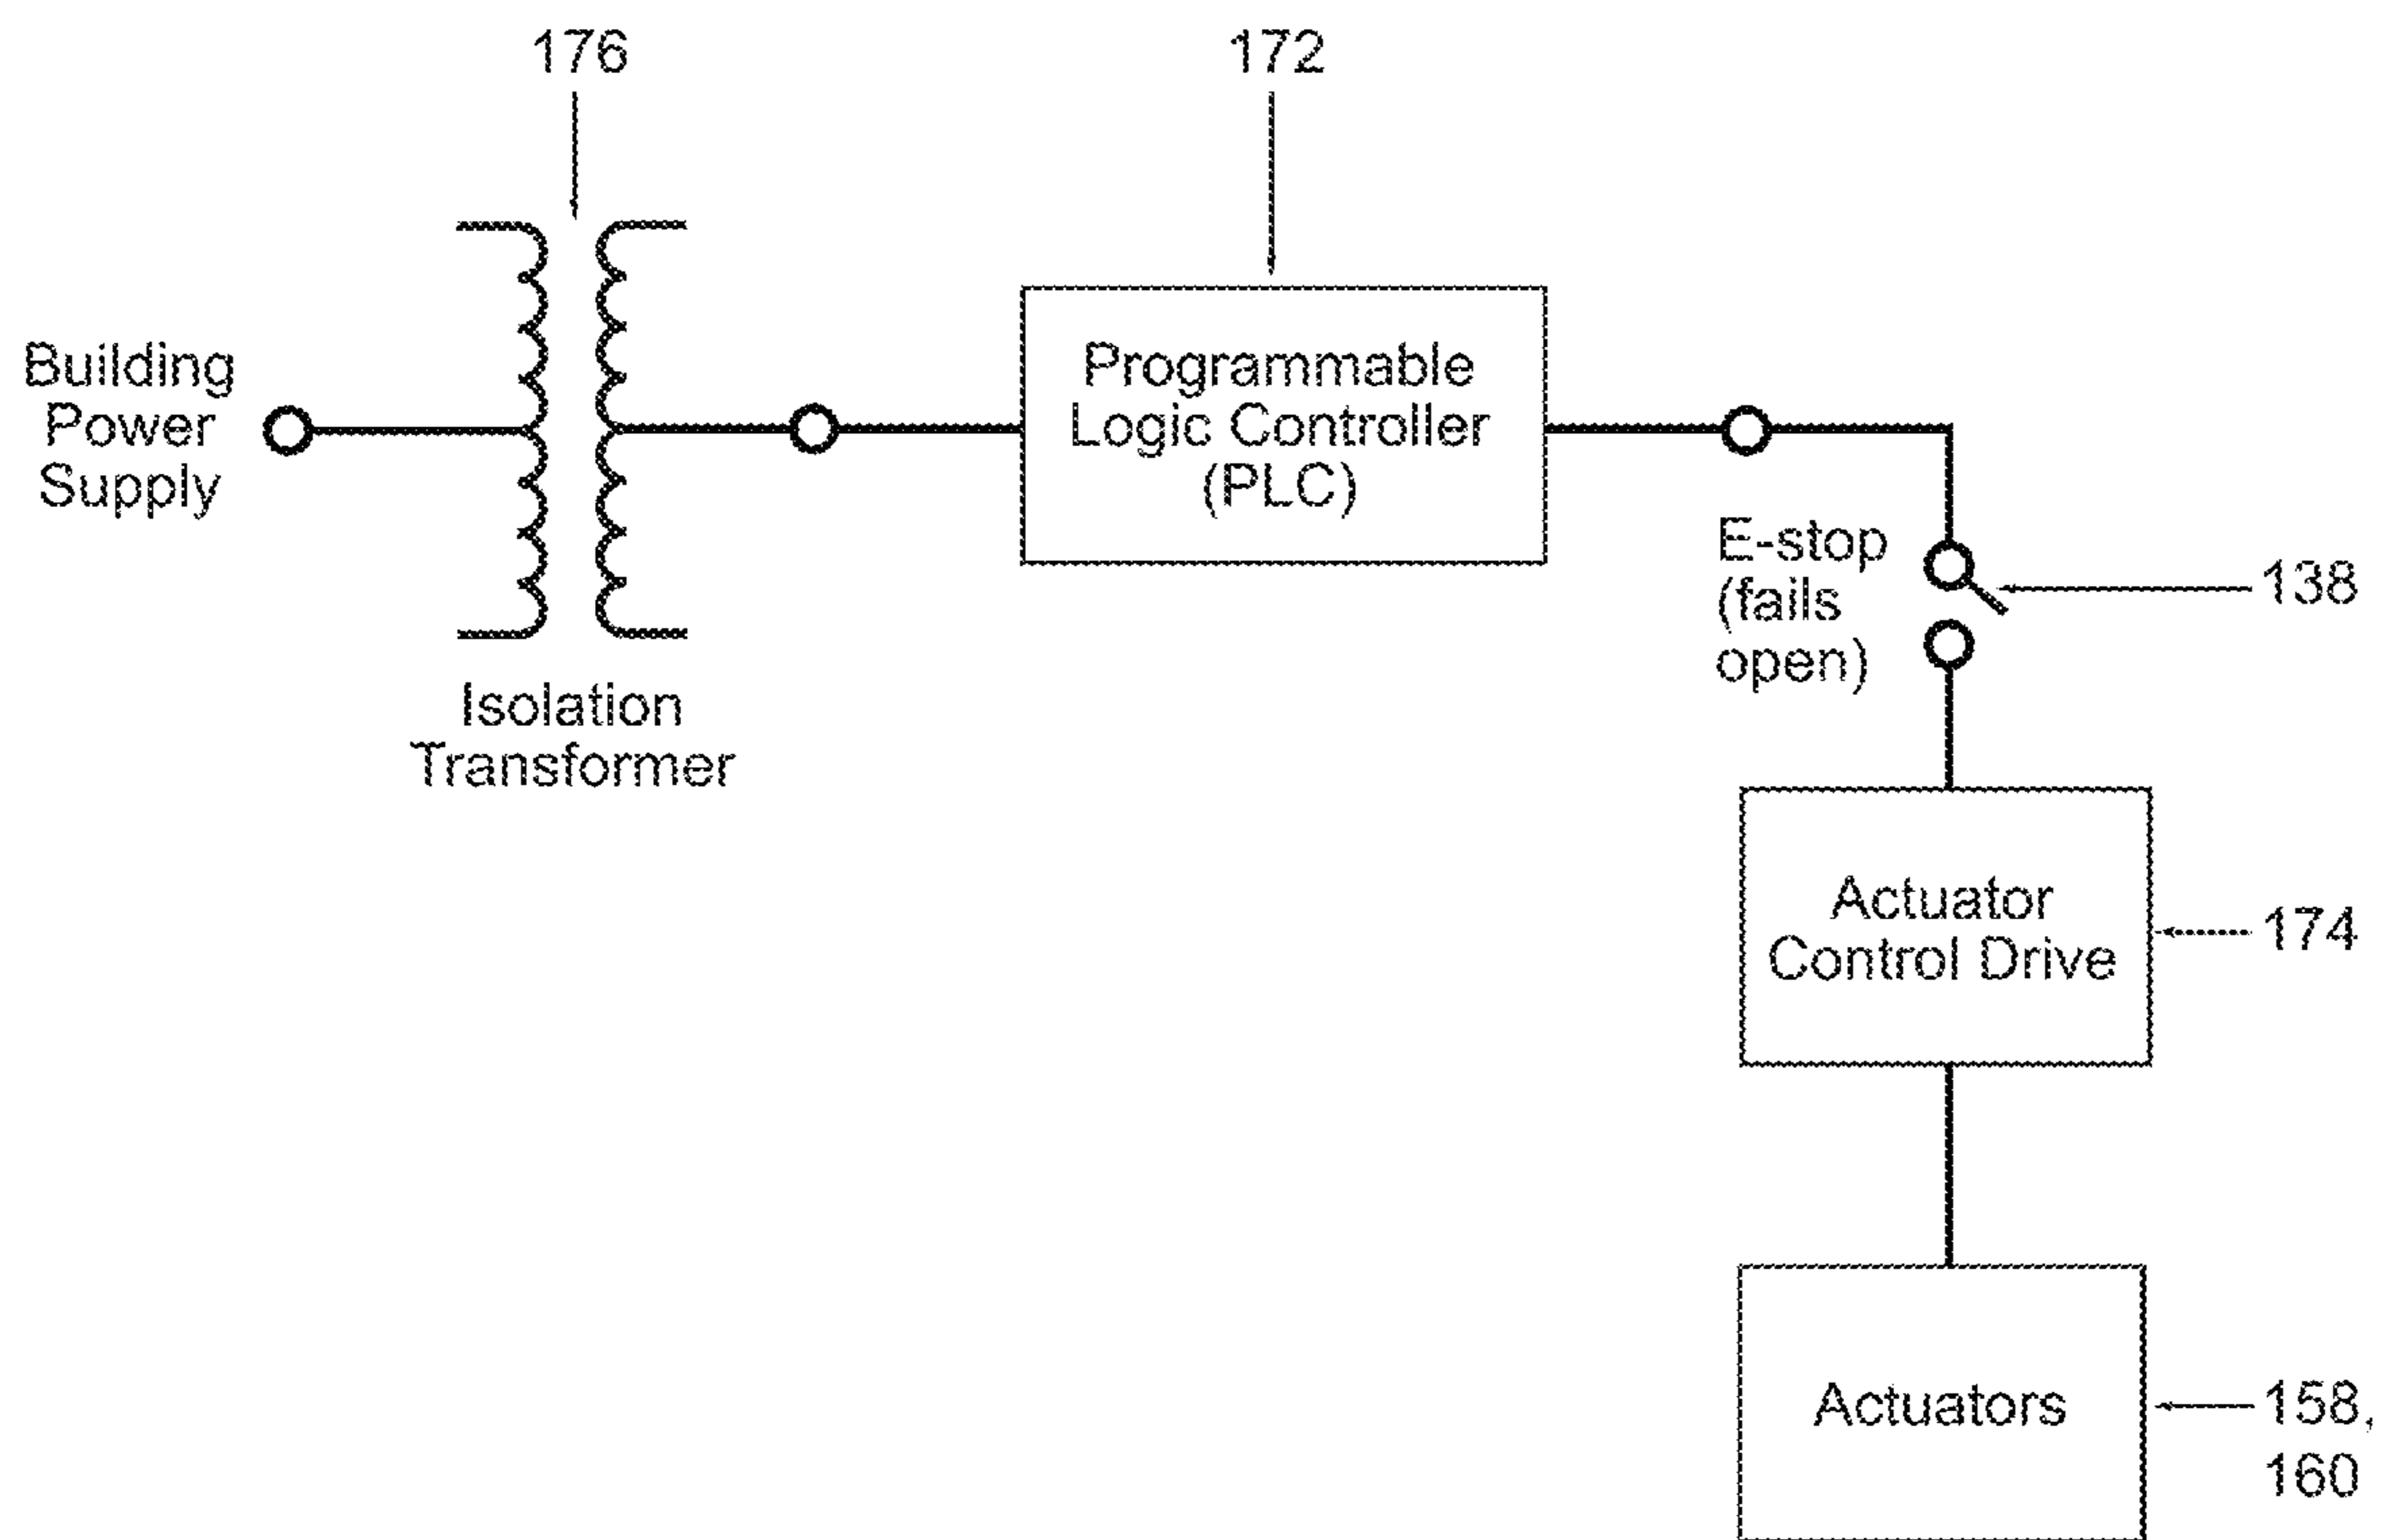 176
172
Building
Power
Supply
Isolation
Transformer
Programmable
Logic Controller
(PLC)
E-stop
(fails
open)
138
Actuator
Control Drive
174
Actuators
158,
160